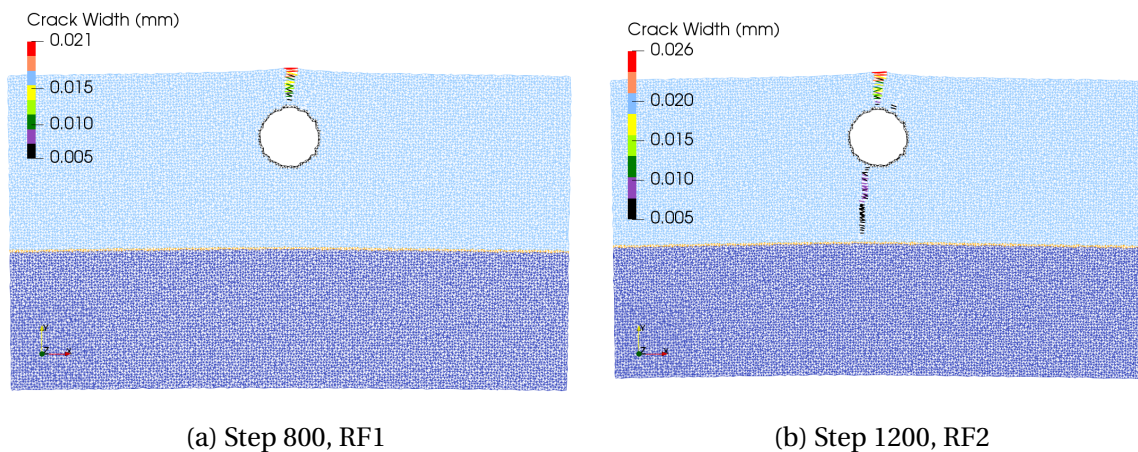 Crack Width (mm)
0.021
0.015
0.010
0.005
Y
Z X
(a) Step 800, RF1
Crack Width (mm)
0.026
0.020
0.015
0.010
0.005
Y
Z X
(b) Step 1200, RF2